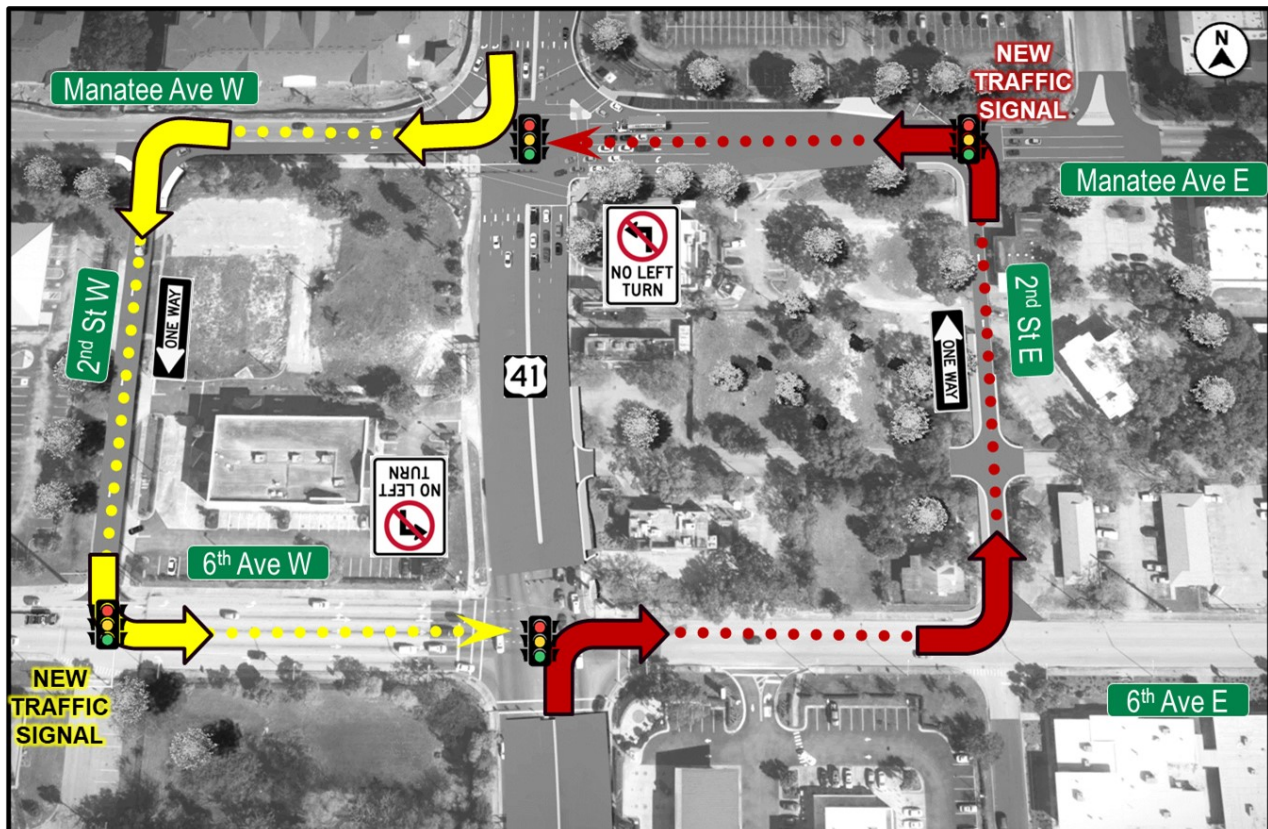 N
NEW
TRAFFIC
SIGNAL
Manatee Ave W
Manatee Ave E
NO LEFT
TURN
2nd St W
ONE WAY
41
ONE WAY
2nd St E
NO LEFT
TURN
6th Ave W
NEW
TRAFFIC
SIGNAL
6th Ave E